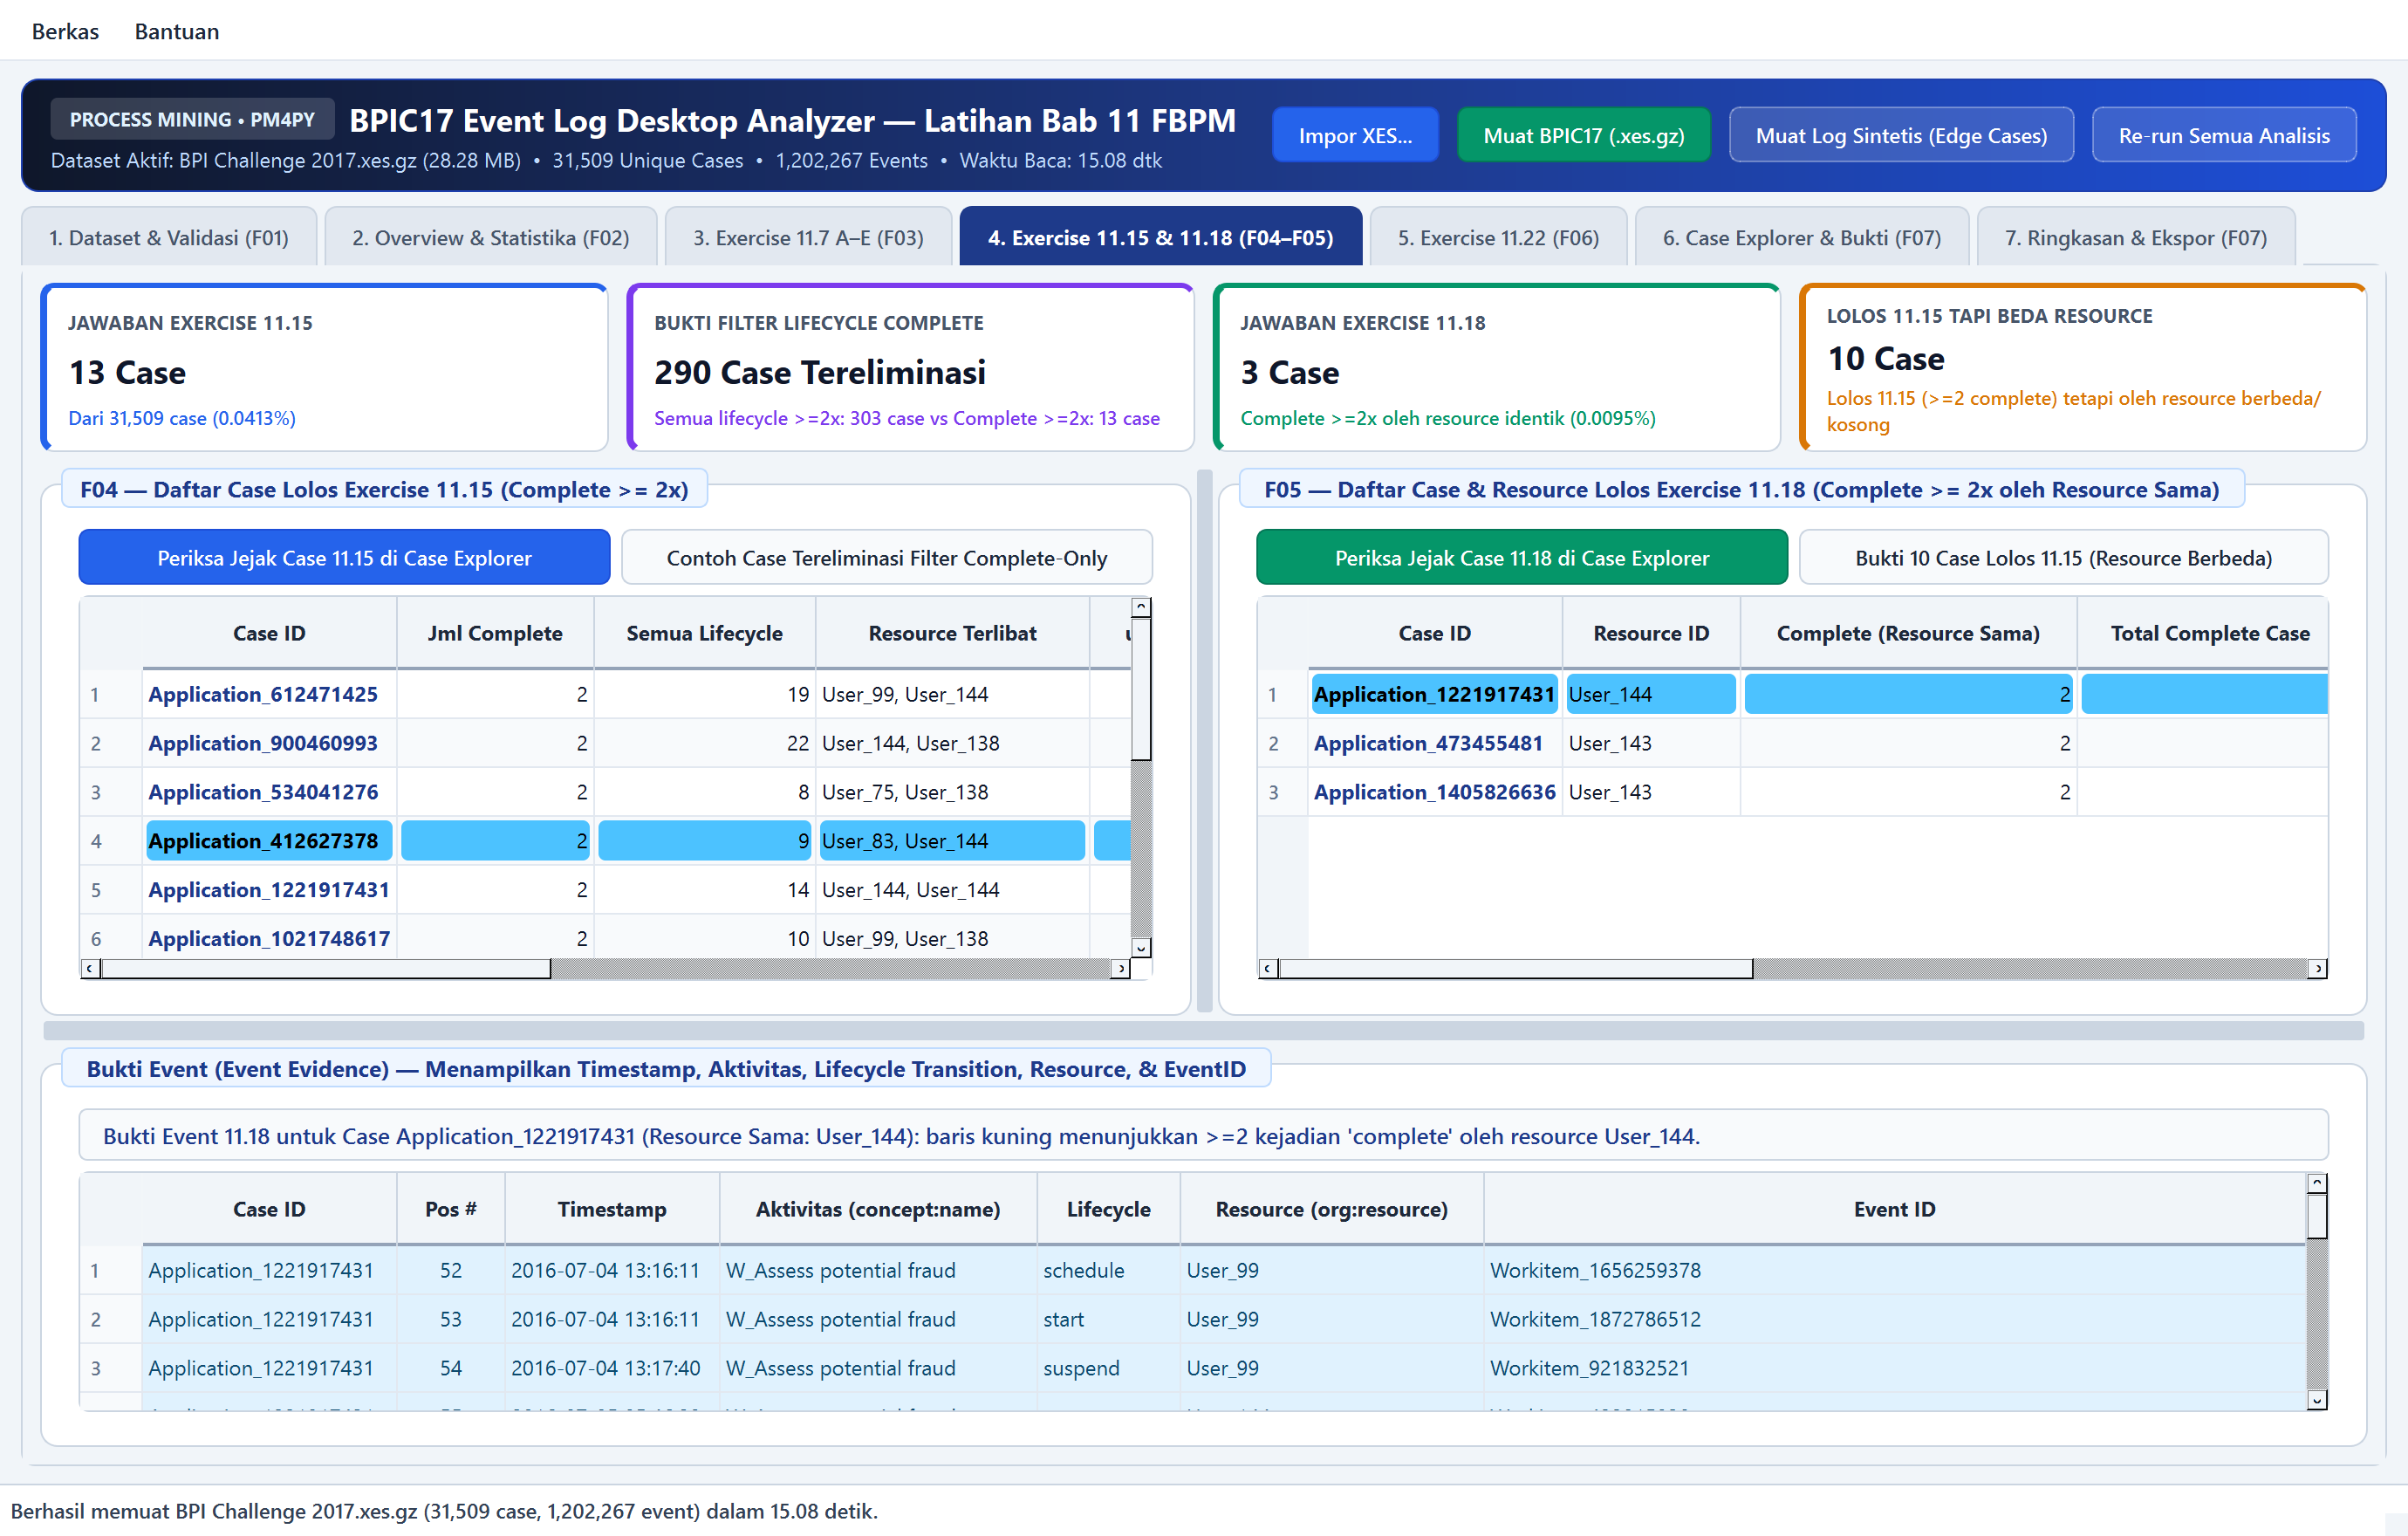 Berkas Bantuan
PROCESS MINING • PM4PY BPIC17 Event Log Desktop Analyzer — Latihan Bab 11 FBPM
Dataset Aktif: BPI Challenge 2017.xes.gz (28.28 MB) • 31,509 Unique Cases • 1,202,267 Events • Waktu Baca: 15.08 dtk
Impor XES... Muat BPIC17 (.xes.gz) Muat Log Sintetis (Edge Cases) Re-run Semua Analisis
1. Dataset & Validasi (F01) 2. Overview & Statistika (F02) 3. Exercise 11.7 A–E (F03) 4. Exercise 11.15 & 11.18 (F04–F05) 5. Exercise 11.22 (F06) 6. Case Explorer & Bukti (F07) 7. Ringkasan & Ekspor (F07)
JAWABAN EXERCISE 11.15
13 Case
Dari 31,509 case (0.0413%)
BUKTI FILTER LIFECYCLE COMPLETE
290 Case Tereliminasi
Semua lifecycle >=2x: 303 case vs Complete >=2x: 13 case
JAWABAN EXERCISE 11.18
3 Case
Complete >=2x oleh resource identik (0.0095%)
LOLOS 11.15 TAPI BEDA RESOURCE
10 Case
Lolos 11.15 (>=2 complete) tetapi oleh resource berbeda/
kosong
F04 — Daftar Case Lolos Exercise 11.15 (Complete >= 2x)
Periksa Jejak Case 11.15 di Case Explorer Contoh Case Tereliminasi Filter Complete-Only
Case ID Jml Complete Semua Lifecycle Resource Terlibat
1 Application_612471425 2 19 User_99, User_144
2 Application_900460993 2 22 User_144, User_138
3 Application_534041276 2 8 User_75, User_138
4 Application_412627378 2 9 User_83, User_144
5 Application_1221917431 2 14 User_144, User_144
6 Application_1021748617 2 10 User_99, User_138
F05 — Daftar Case & Resource Lolos Exercise 11.18 (Complete >= 2x oleh Resource Sama)
Periksa Jejak Case 11.18 di Case Explorer Bukti 10 Case Lolos 11.15 (Resource Berbeda)
Case ID Resource ID Complete (Resource Sama) Total Complete Case
1 Application_1221917431 User_144 2
2 Application_473455481 User_143 2
3 Application_1405826636 User_143 2
Bukti Event (Event Evidence) — Menampilkan Timestamp, Aktivitas, Lifecycle Transition, Resource, & EventID
Bukti Event 11.18 untuk Case Application_1221917431 (Resource Sama: User_144): baris kuning menunjukkan >=2 kejadian 'complete' oleh resource User_144.
Case ID Pos # Timestamp Aktivitas (concept:name) Lifecycle Resource (org:resource) Event ID
1 Application_1221917431 52 2016-07-04 13:16:11 W_Assess potential fraud schedule User_99 Workitem_1656259378
2 Application_1221917431 53 2016-07-04 13:16:11 W_Assess potential fraud start User_99 Workitem_1872786512
3 Application_1221917431 54 2016-07-04 13:17:40 W_Assess potential fraud suspend User_99 Workitem_921832521
Berhasil memuat BPI Challenge 2017.xes.gz (31,509 case, 1,202,267 event) dalam 15.08 detik.